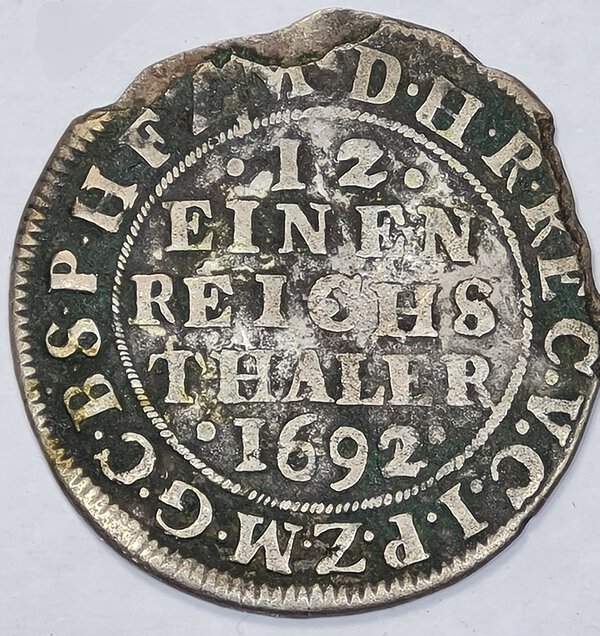 D·H·R·R·E·C·V·C·I·P·Z·M·G·C·B·S·P·H F
·12·
EINEN
REICHS
THALER
·1692·